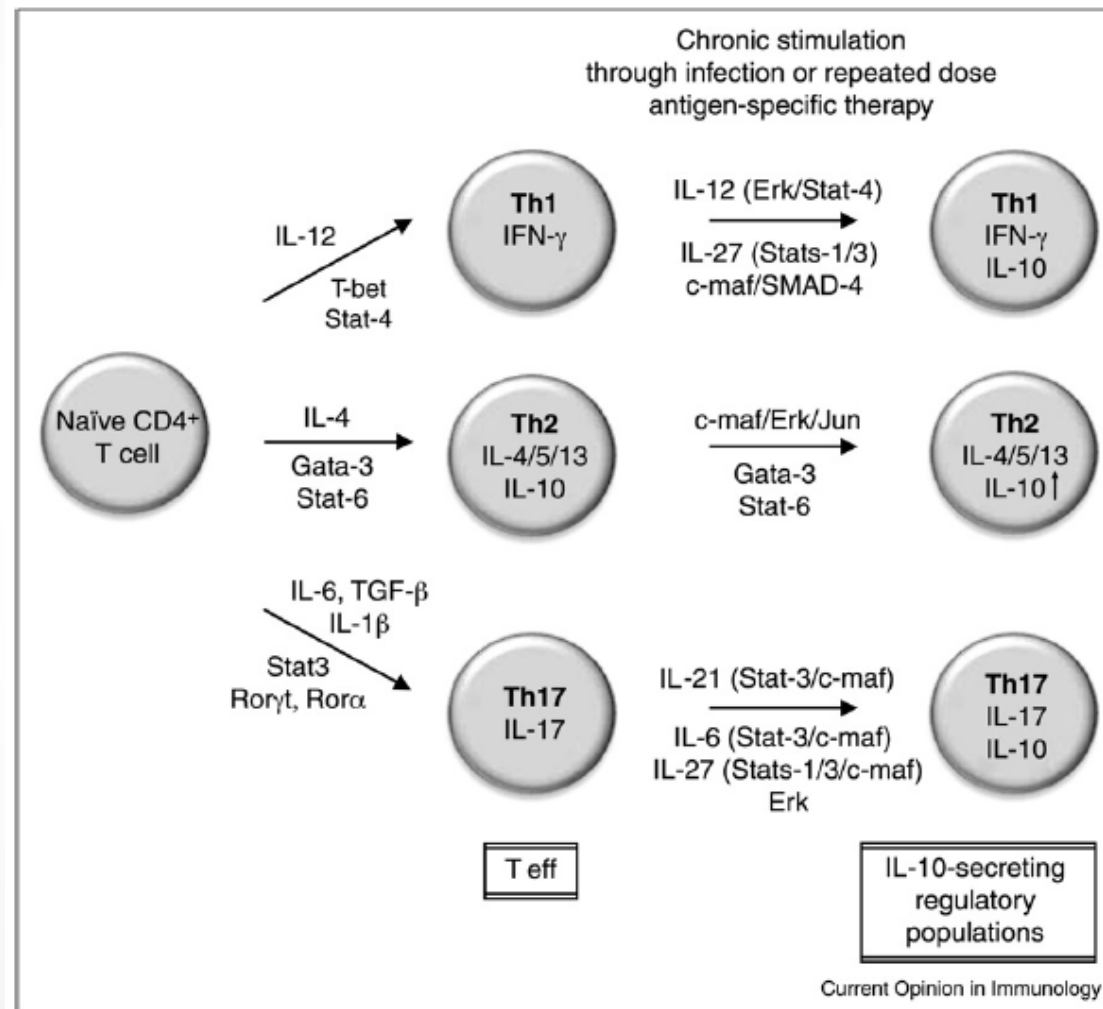 Chronic stimulation
through infection or repeated dose
antigen-specific therapy
IL-12
T-bet
Stat-4
Th1
IFN-γ
IL-12 (Erk/Stat-4)
IL-27 (Stats-1/3)
c-maf/SMAD-4
Th1
IFN-γ
IL-10
Naïve CD4+
T cell
IL-4
Gata-3
Stat-6
Th2
IL-4/5/13
IL-10
c-maf/Erk/Jun
Gata-3
Stat-6
Th2
IL-4/5/13
IL-10↑
IL-6, TGF-β
IL-1β
Stat3
Rorγt, Rorα
Th17
IL-17
IL-21 (Stat-3/c-maf)
IL-6 (Stat-3/c-maf)
IL-27 (Stats-1/3/c-maf)
Erk
Th17
IL-17
IL-10
T eff
IL-10-secreting
regulatory
populations
Current Opinion in Immunology